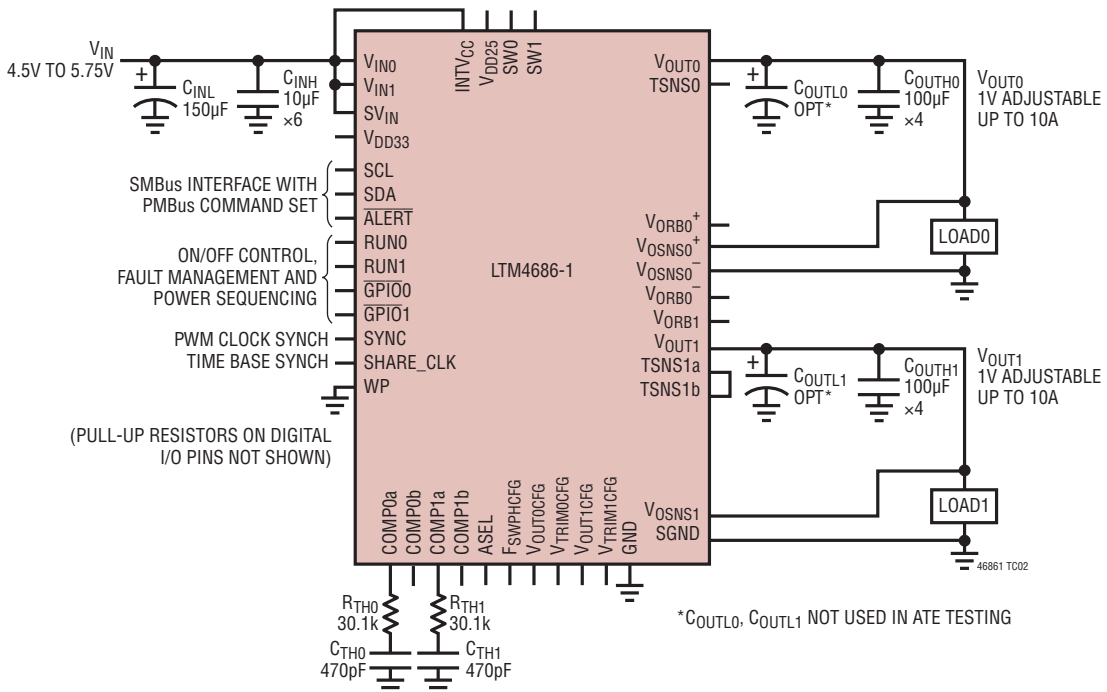 VIN
4.5V TO 5.75V
+
CINL
150µF
CINH
10µF
×6
VIN0
VIN1
SVIN
VDD33
INTVCC
VDD25
SW0
SW1
SMBus INTERFACE WITH
PMBus COMMAND SET
SCL
SDA
ALERT
ON/OFF CONTROL,
FAULT MANAGEMENT AND
POWER SEQUENCING
RUN0
RUN1
GPIO0
GPIO1
PWM CLOCK SYNCH
SYNC
TIME BASE SYNCH
SHARE_CLK
WP
(PULL-UP RESISTORS ON DIGITAL
I/O PINS NOT SHOWN)
LTM4686-1
VOUT0
TSNS0
VORB0+
VOSNS0+
VOSNS0−
VORB0−
VORB1
VOUT1
TSNS1a
TSNS1b
VOSNS1
SGND
+
COUTL0
OPT*
COUTH0
100µF
×4
VOUT0
1V ADJUSTABLE
UP TO 10A
LOAD0
+
COUTL1
OPT*
COUTH1
100µF
×4
VOUT1
1V ADJUSTABLE
UP TO 10A
LOAD1
46861 TC02
COMP0a
COMP0b
COMP1a
COMP1b
ASEL
FSWPHCFG
VOUT0CFG
VTRIM0CFG
VOUT1CFG
VTRIM1CFG
GND
RTH0
30.1k
RTH1
30.1k
CTH0
470pF
CTH1
470pF
*COUTL0, COUTL1 NOT USED IN ATE TESTING